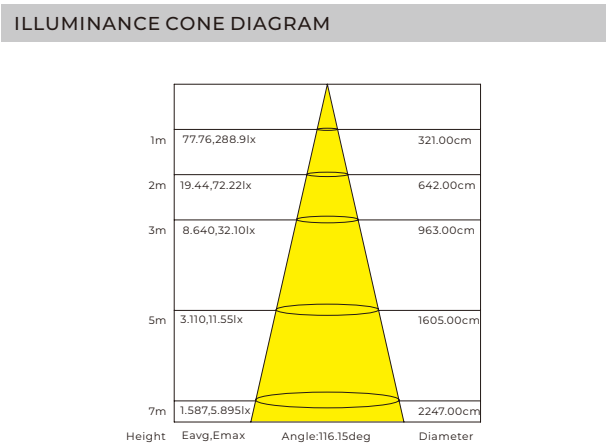 ILLUMINANCE CONE DIAGRAM
1m 77.76,288.9lx 321.00cm
2m 19.44,72.22lx 642.00cm
3m 8.640,32.10lx 963.00cm
5m 3.110,11.55lx 1605.00cm
7m 1.587,5.895lx 2247.00cm
Height Eavg,Emax Angle:116.15deg Diameter